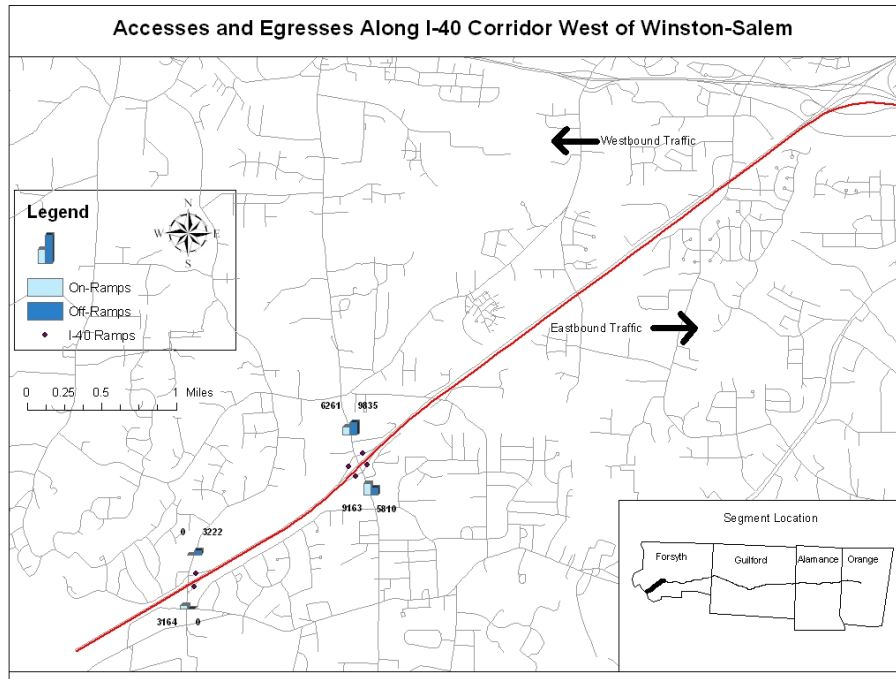 Accesses and Egresses Along I-40 Corridor West of Winston-Salem
Westbound Traffic
Legend
N
W E
S
On-Ramps
Off-Ramps
I-40 Ramps
Eastbound Traffic
0 0.25 0.5 1 Miles
6261 9835
9163 5810
0 3222
3164 0
Segment Location
Forsyth Guilford Alamance Orange